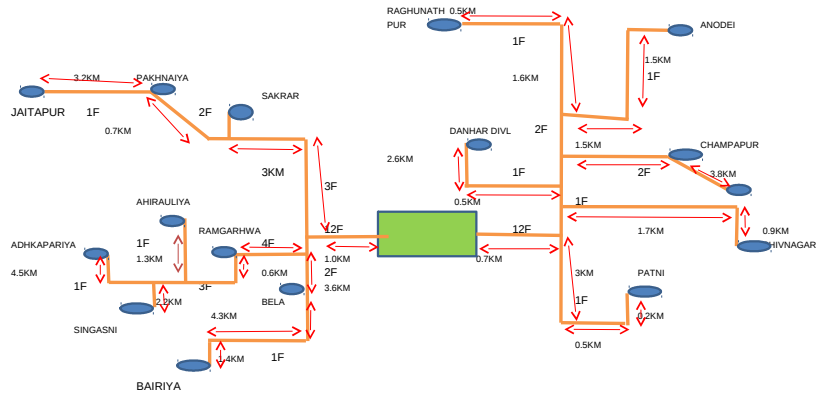 RAGHUNATH 0.5KM
PUR
ANODEI
1F
1.5KM
3.2KM
PAKHNAIYA
1.6KM
1F
SAKRAR
JAITAPUR
1F
2F
0.7KM
DANHAR DIVL
2F
1.5KM
CHAMPAPUR
2.6KM
3KM
1F
2F
3.8KM
3F
AHIRAULIYA
0.5KM
1F
RAMGARHWA
12F
12F
1.7KM
0.9KM
ADHKAPARIYA
1F
4F
HIVNAGAR
1.3KM
1.0KM
0.7KM
4.5KM
0.6KM
2F
3KM
PATNI
1F
3F
3.6KM
2.2KM
BELA
1F
4.3KM
0.2KM
SINGASNI
0.5KM
1.4KM
1F
BAIRIYA